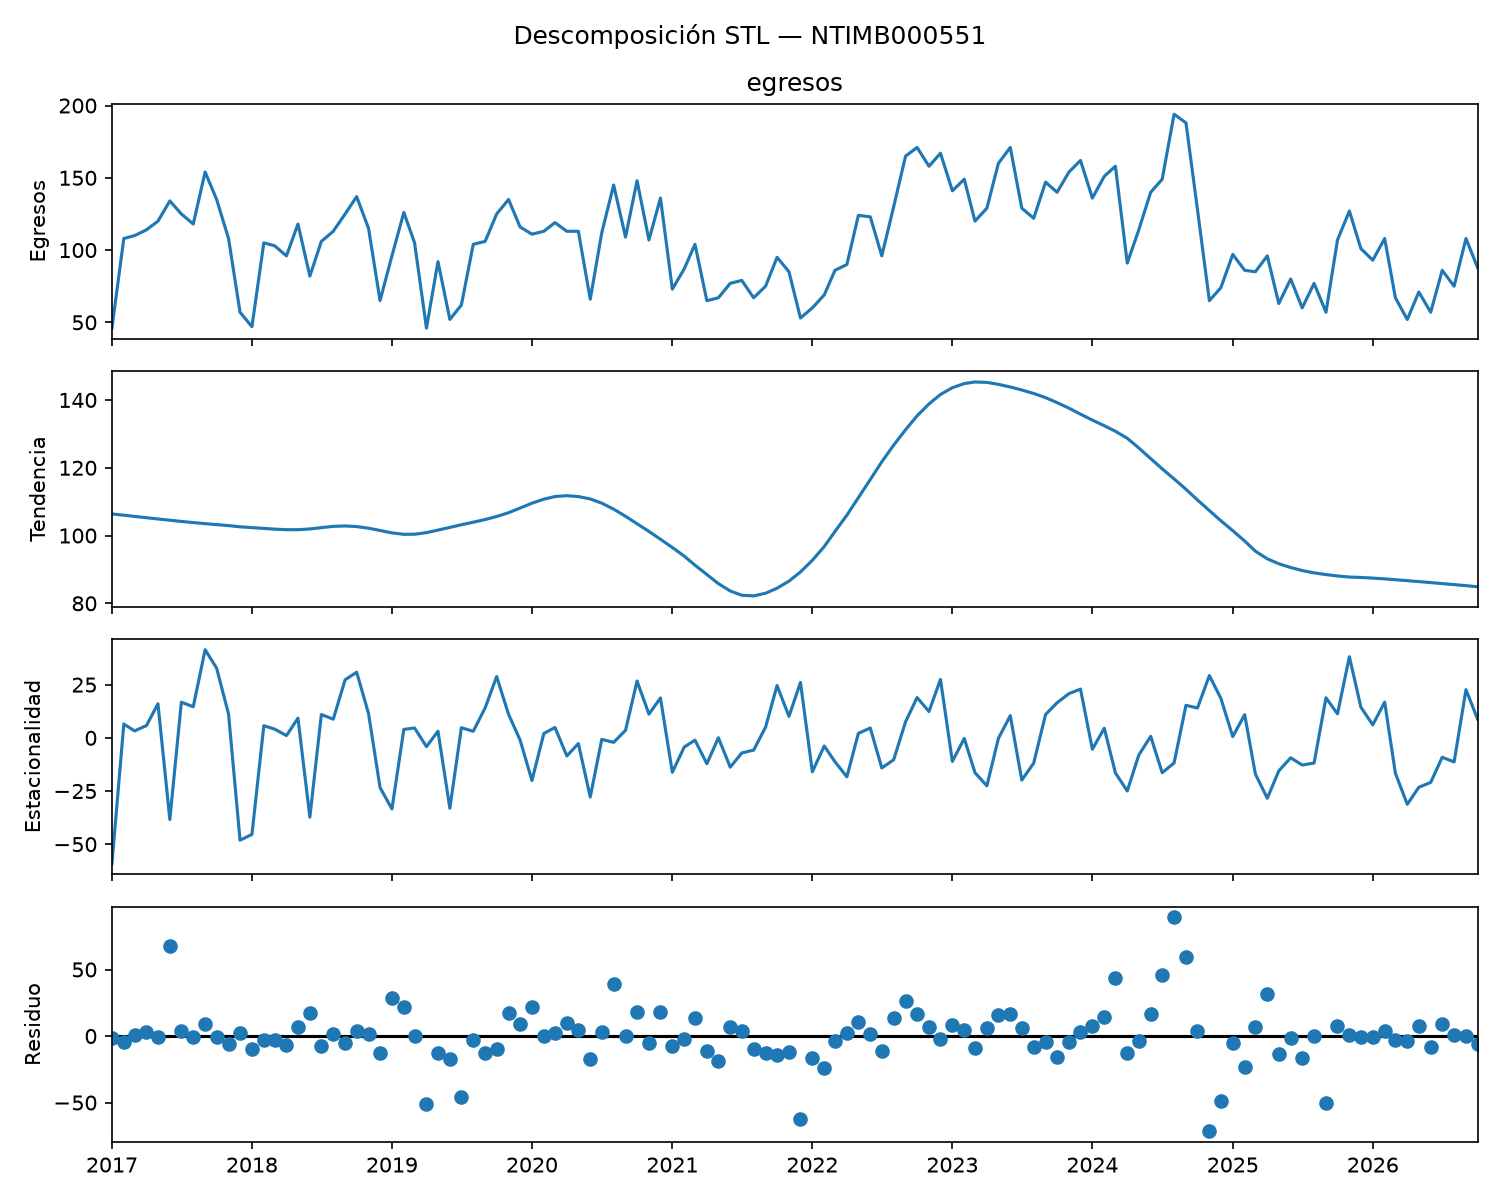 Descomposición STL — NTIMB000551
egresos
Egresos
200
150
100
50
Tendencia
140
120
100
80
Estacionalidad
25
0
−25
−50
Residuo
50
0
−50
2017 2018 2019 2020 2021 2022 2023 2024 2025 2026